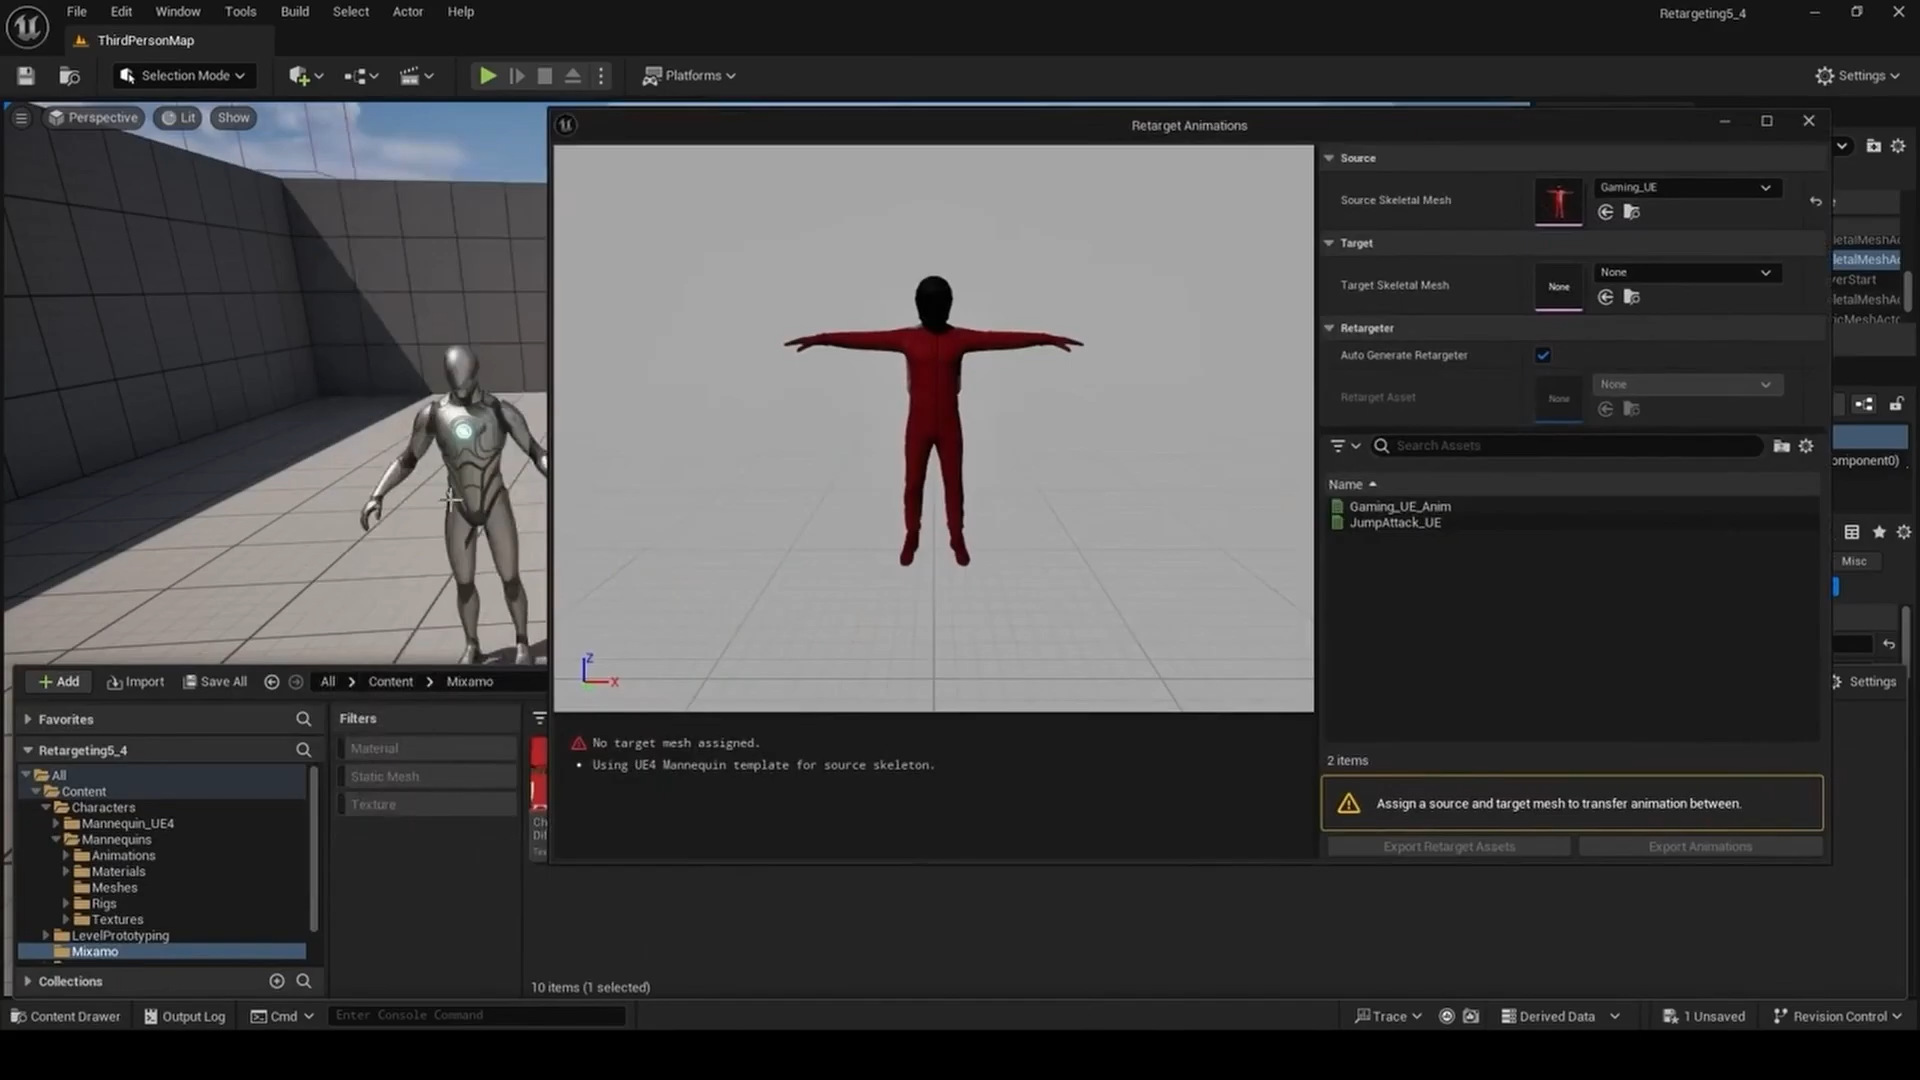 File Edit Window Tools Build Select Actor Help
Retargeting5_4
ThirdPersonMap
Selection Mode
Platforms
Settings
Perspective
Lit
Show
Retarget Animations
Source
Source Skeletal Mesh
Gaming_UE
Target
Target Skeletal Mesh
None
None
Retargeter
Auto Generate Retargeter
Retarget Asset
None
None
Search Assets
Name
Gaming_UE_Anim
JumpAttack_UE
2 items
Assign a source and target mesh to transfer animation between.
Export Retarget Assets
Export Animations
Z
X
No target mesh assigned.
• Using UE4 Mannequin template for source skeleton.
Misc
Settings
Add
Import
Save All
All > Content > Mixamo
Favorites
Retargeting5_4
All
Content
Characters
Mannequin_UE4
Mannequins
Animations
Materials
Meshes
Rigs
Textures
LevelPrototyping
Mixamo
Collections
Filters
Material
Static Mesh
Texture
10 items (1 selected)
Content Drawer
Output Log
Cmd
Enter Console Command
Trace
Derived Data
1 Unsaved
Revision Control